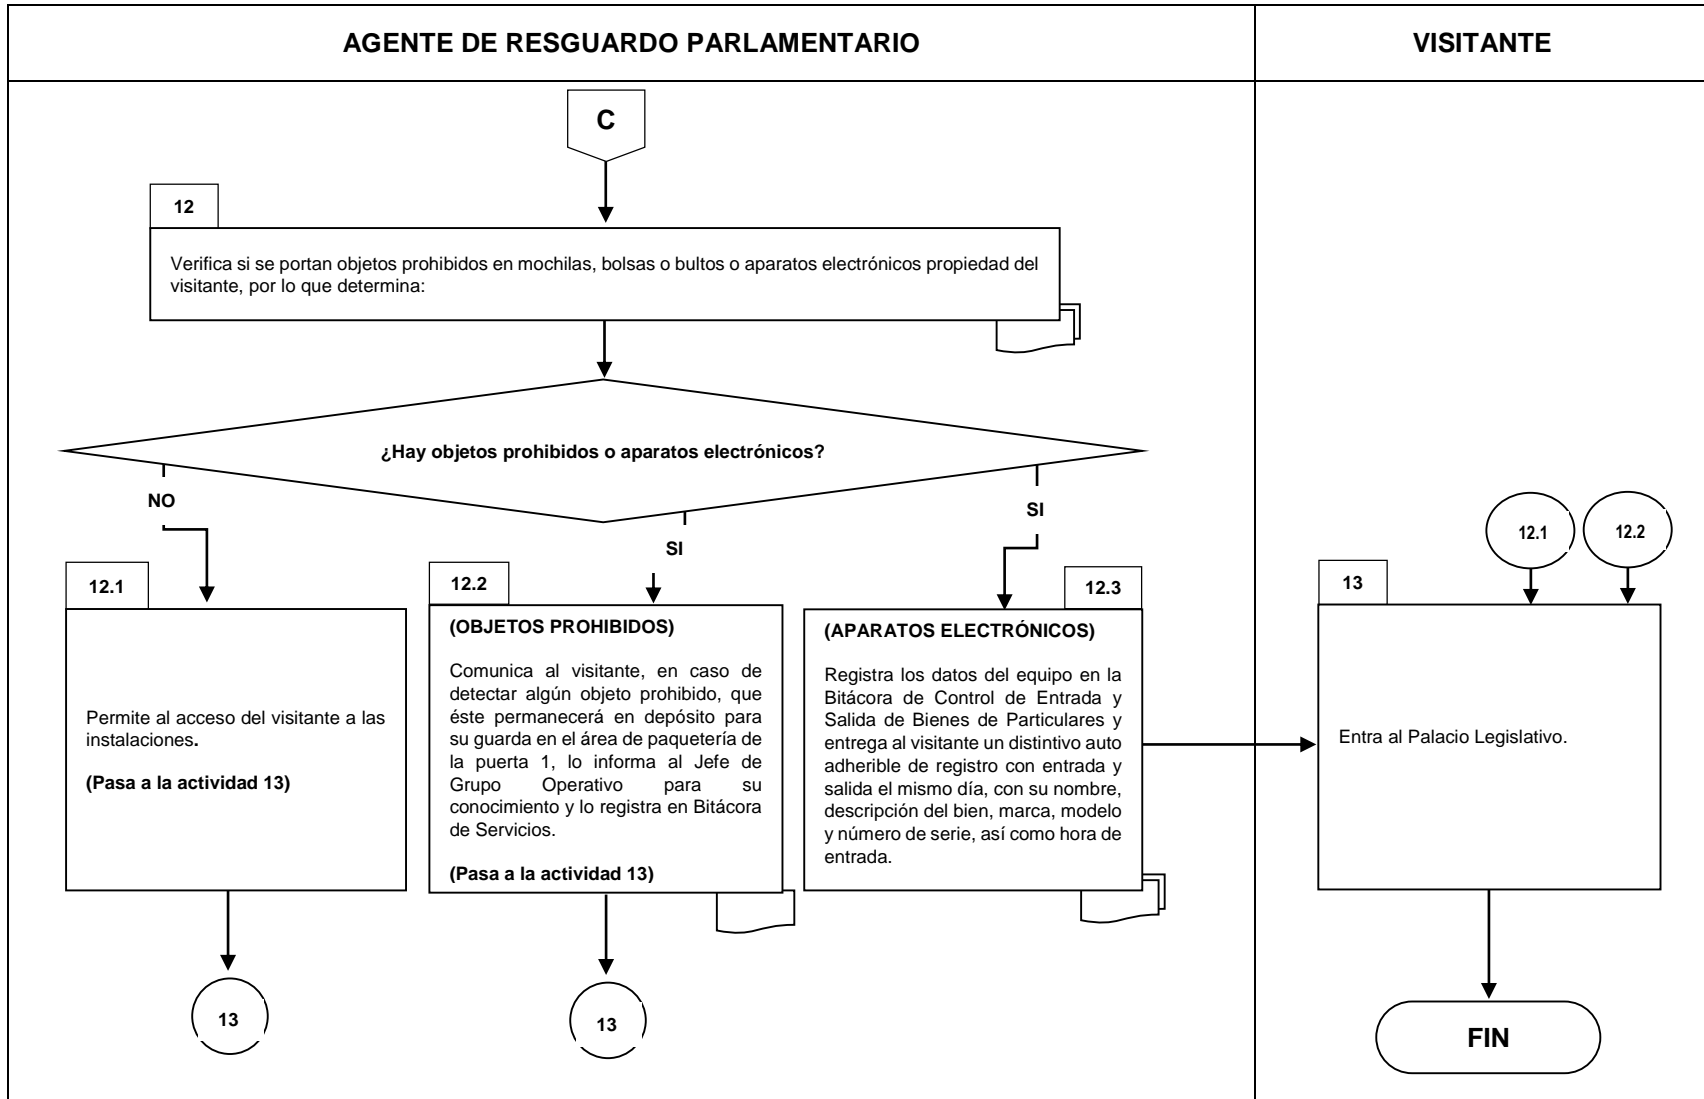 AGENTE DE RESGUARDO PARLAMENTARIO
VISITANTE
C
12
Verifica si se portan objetos prohibidos en mochilas, bolsas o bultos o aparatos electrónicos propiedad del
visitante, por lo que determina:
¿Hay objetos prohibidos o aparatos electrónicos?
NO
SI
SI
12.1
Permite al acceso del visitante a las
instalaciones.
(Pasa a la actividad 13)
13
12.2
(OBJETOS PROHIBIDOS)
Comunica al visitante, en caso de
detectar algún objeto prohibido, que
éste permanecerá en depósito para
su guarda en el área de paquetería de
la puerta 1, lo informa al Jefe de
Grupo Operativo para su
conocimiento y lo registra en Bitácora
de Servicios.
(Pasa a la actividad 13)
13
12.3
(APARATOS ELECTRÓNICOS)
Registra los datos del equipo en la
Bitácora de Control de Entrada y
Salida de Bienes de Particulares y
entrega al visitante un distintivo auto
adherible de registro con entrada y
salida el mismo día, con su nombre,
descripción del bien, marca, modelo
y número de serie, así como hora de
entrada.
12.1
12.2
13
Entra al Palacio Legislativo.
FIN